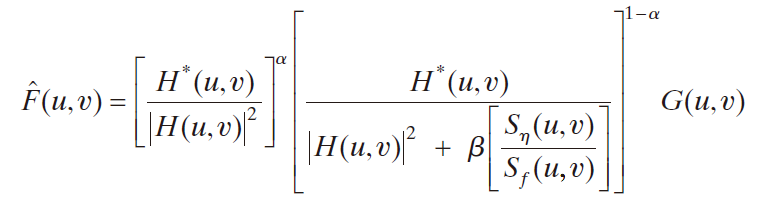 F̂(u,v) = [H*(u,v) / |H(u,v)|²]^α [H*(u,v) / (|H(u,v)|² + β[S_η(u,v) / S_f(u,v)])]^{1−α} G(u,v)